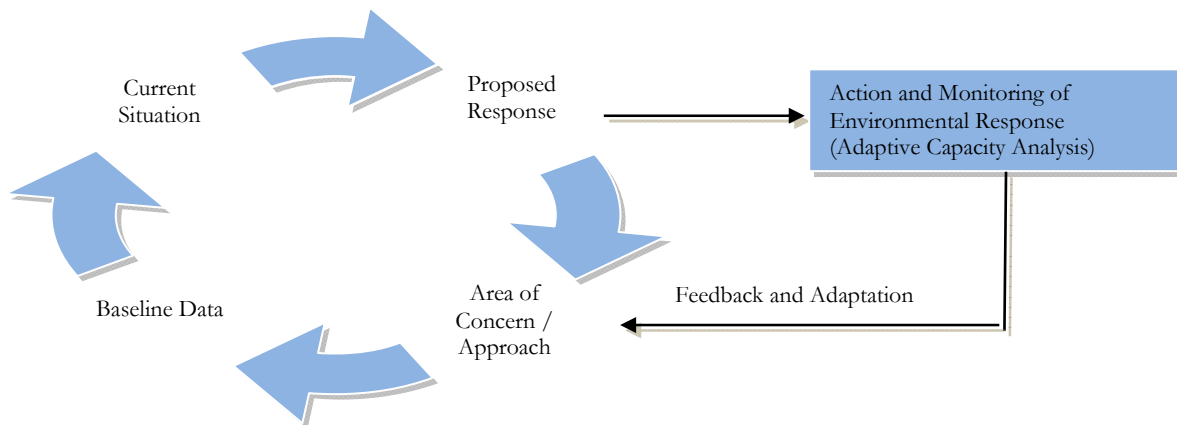 Current
Situation
Proposed
Response
Action and Monitoring of
Environmental Response
(Adaptive Capacity Analysis)
Baseline Data
Area of
Concern /
Approach
Feedback and Adaptation